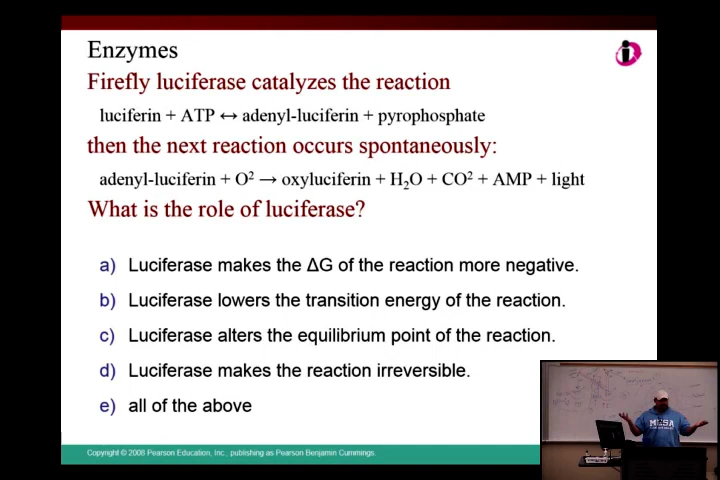 Enzymes
Firefly luciferase catalyzes the reaction
luciferin + ATP ↔ adenyl-luciferin + pyrophosphate
then the next reaction occurs spontaneously:
adenyl-luciferin + O² → oxyluciferin + H₂O + CO² + AMP + light
What is the role of luciferase?
a) Luciferase makes the ΔG of the reaction more negative.
b) Luciferase lowers the transition energy of the reaction.
c) Luciferase alters the equilibrium point of the reaction.
d) Luciferase makes the reaction irreversible.
e) all of the above
MESA
Copyright © 2008 Pearson Education, Inc., publishing as Pearson Benjamin Cummings.